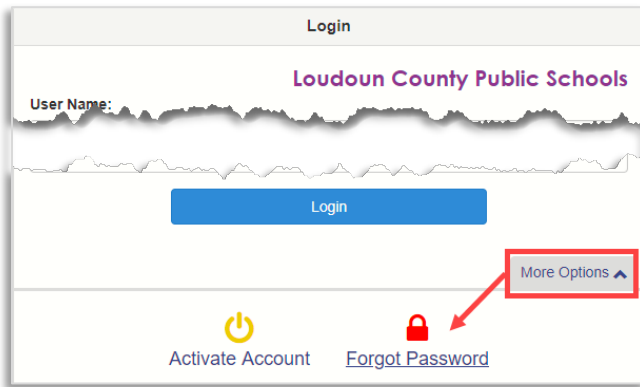 Login
Loudoun County Public Schools
User Name:
Login
More Options
Activate Account
Forgot Password